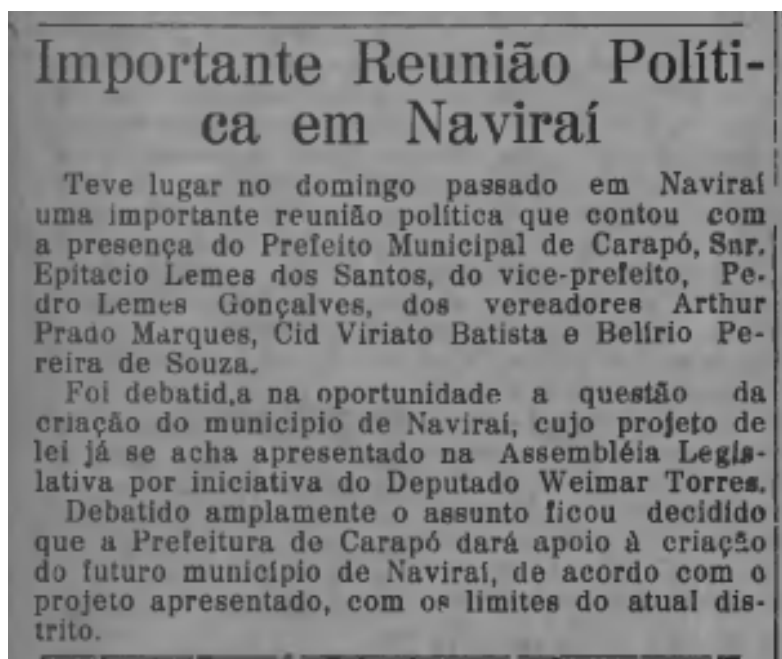 Importante Reunião Políti-
ca em Naviraí
Teve lugar no domingo passado em Naviraí
uma importante reunião política que contou com
a presença do Prefeito Municipal de Carapó, Snr.
Epitacio Lemes dos Santos, do vice-prefeito, Pe-
dro Lemes Gonçalves, dos vereadores Arthur
Prado Marques, Cid Viriato Batista e Belírio Pe-
reira de Souza.
Foi debatid,a na oportunidade a questão da
criação do municipio de Naviraí, cujo projeto de
lei já se acha apresentado na Assembléia Legis-
lativa por iniciativa do Deputado Weimar Torres.
Debatido amplamente o assunto ficou decidido
que a Prefeitura de Carapó dará apoio à criação
do futuro município de Naviraí, de acordo com o
projeto apresentado, com os limites do atual dis-
trito.